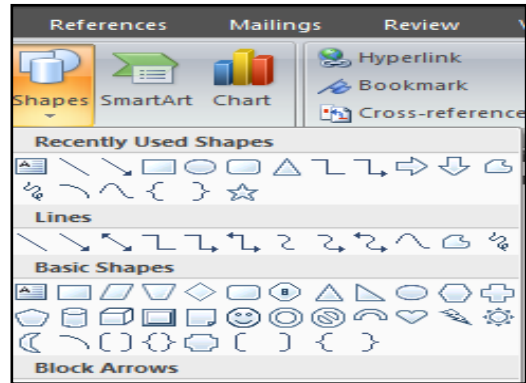 References Mailings Review
Hyperlink
Bookmark
Shapes SmartArt Chart Cross-reference
Recently Used Shapes
Lines
Basic Shapes
Block Arrows